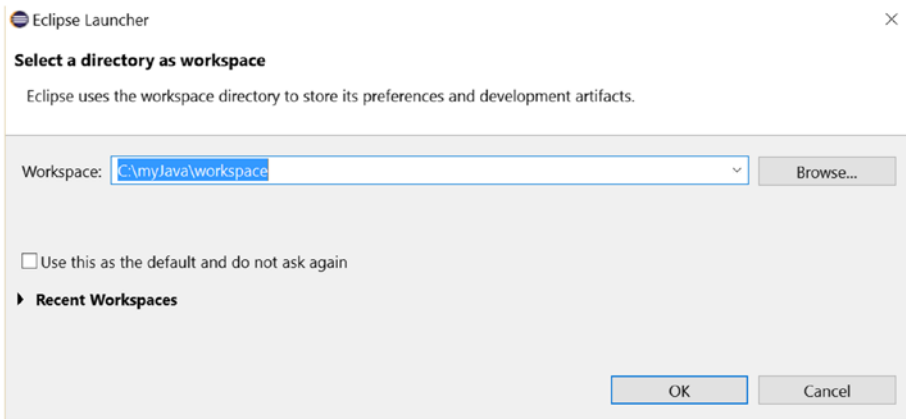 Eclipse Launcher
Select a directory as workspace
Eclipse uses the workspace directory to store its preferences and development artifacts.
Workspace: C:\myJava\workspace Browse...
Use this as the default and do not ask again
Recent Workspaces
OK Cancel